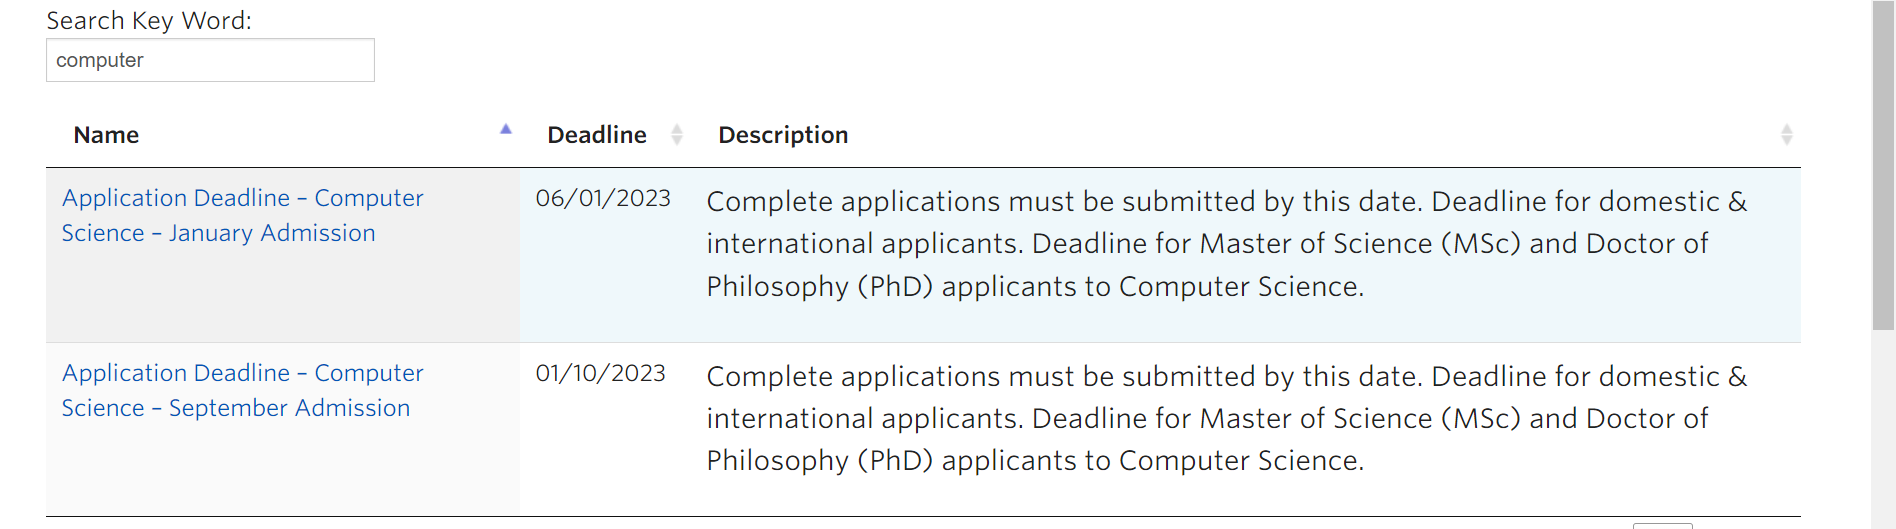 Search Key Word:
computer
Name Deadline Description
Application Deadline – Computer
Science – January Admission
06/01/2023
Complete applications must be submitted by this date. Deadline for domestic &
international applicants. Deadline for Master of Science (MSc) and Doctor of
Philosophy (PhD) applicants to Computer Science.
Application Deadline – Computer
Science – September Admission
01/10/2023
Complete applications must be submitted by this date. Deadline for domestic &
international applicants. Deadline for Master of Science (MSc) and Doctor of
Philosophy (PhD) applicants to Computer Science.